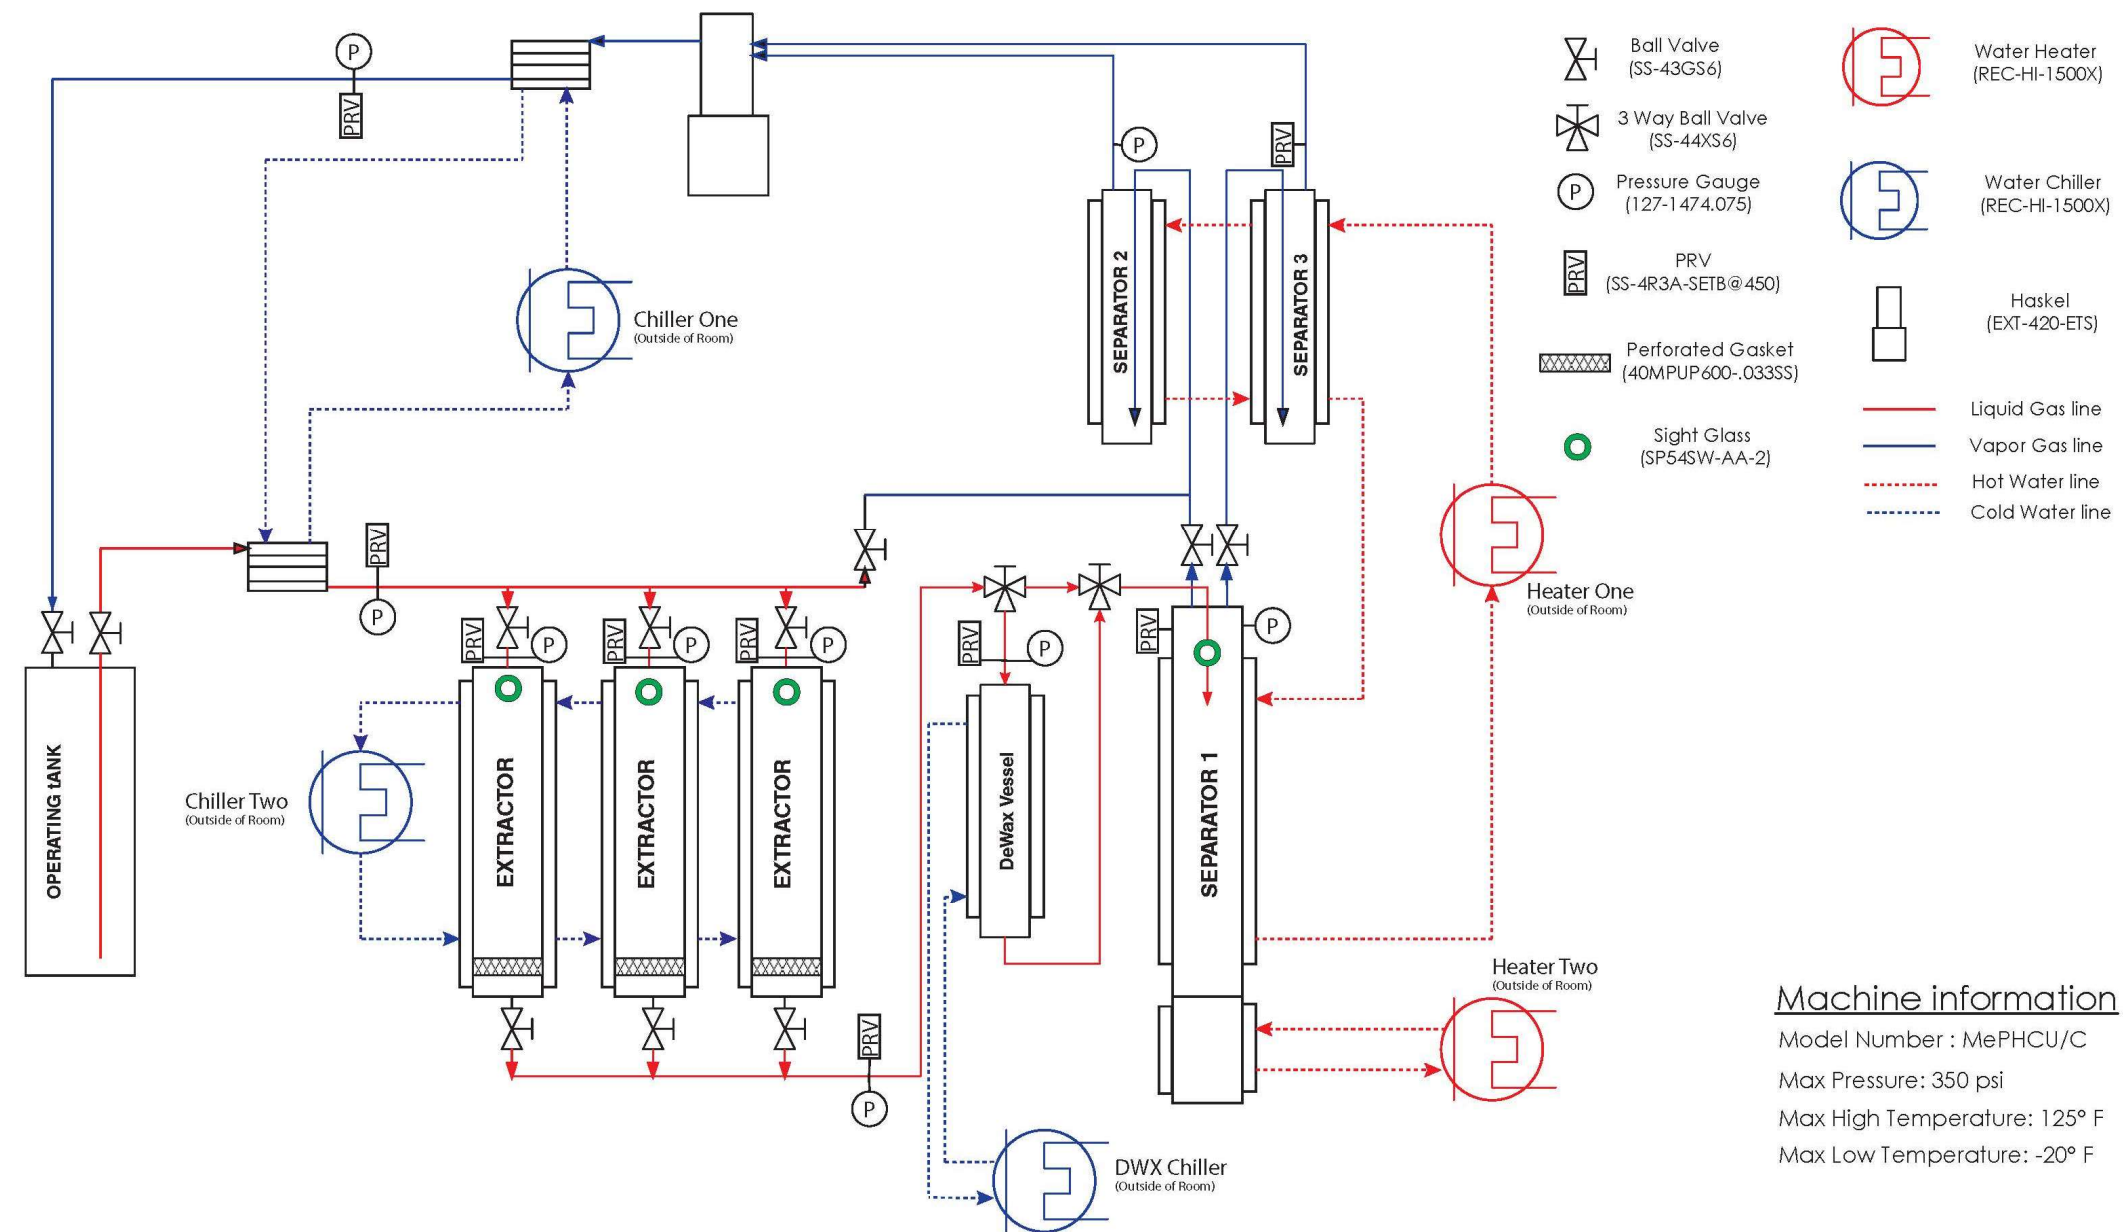 P
PRV
Chiller One
(Outside of Room)
P
PRV
SEPARATOR 2
SEPARATOR 3
Ball Valve
(SS-43GS6)
3 Way Ball Valve
(SS-44XS6)
P
Pressure Gauge
(127-1474.075)
PRV
PRV
(SS-4R3A-SETB@450)
Perforated Gasket
(40MPUP600-.033SS)
Sight Glass
(SP54SW-AA-2)
Water Heater
(REC-HI-1500X)
Water Chiller
(REC-HI-1500X)
Haskel
(EXT-420-ETS)
Liquid Gas line
Vapor Gas line
Hot Water line
Cold Water line
Heater One
(Outside of Room)
PRV
P
PRV
P
PRV
P
PRV
P
PRV
P
PRV
P
OPERATING tANK
Chiller Two
(Outside of Room)
EXTRACTOR
EXTRACTOR
EXTRACTOR
DeWax Vessel
SEPARATOR 1
PRV
P
Heater Two
(Outside of Room)
DWX Chiller
(Outside of Room)
Machine information
Model Number : MePHCU/C
Max Pressure: 350 psi
Max High Temperature: 125° F
Max Low Temperature: -20° F